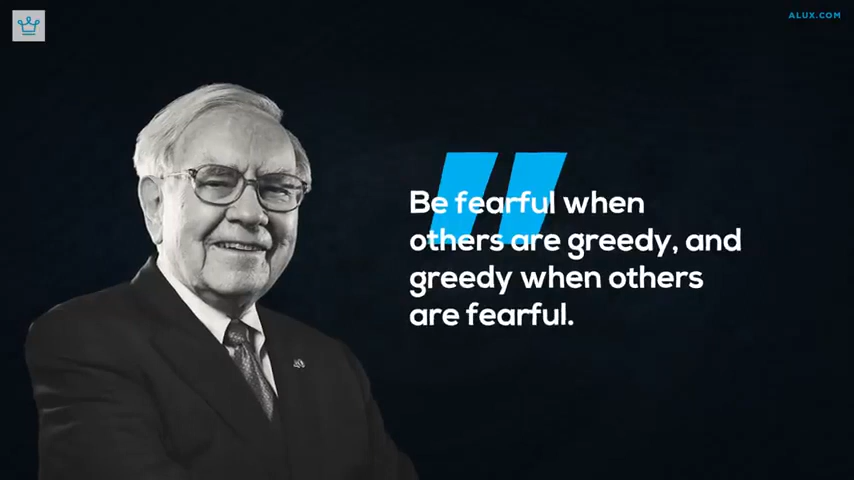 ALUX.COM
Be fearful when
others are greedy, and
greedy when others
are fearful.